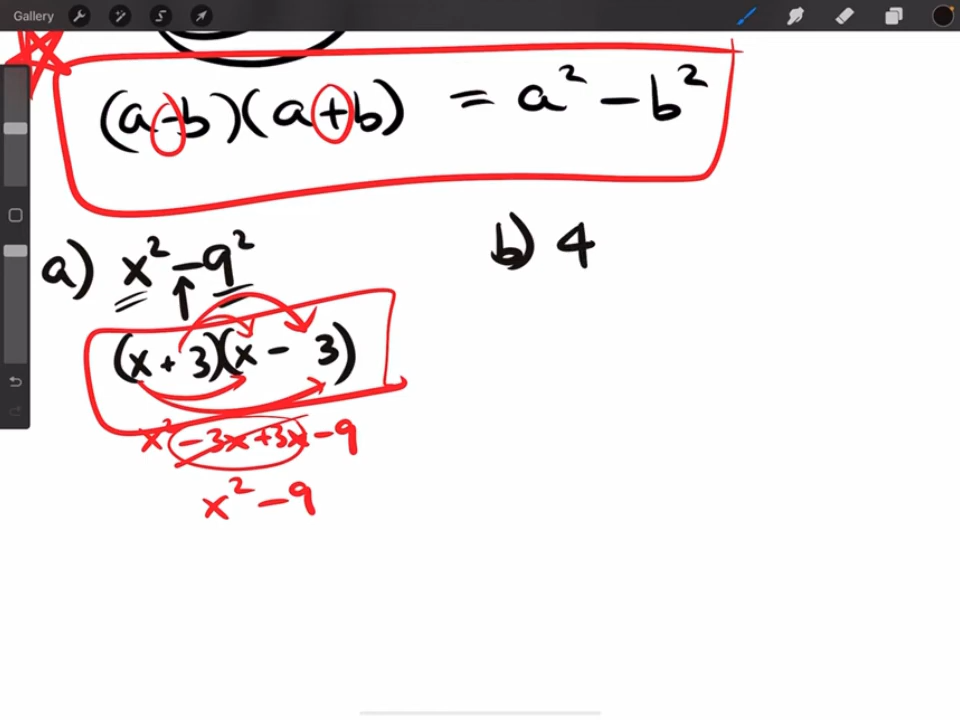 Gallery
(a-b)(a+b) = a² - b²
a) x² - 9²
b) 4
(x + 3)(x - 3)
x² - 3x + 3x - 9
x² - 9